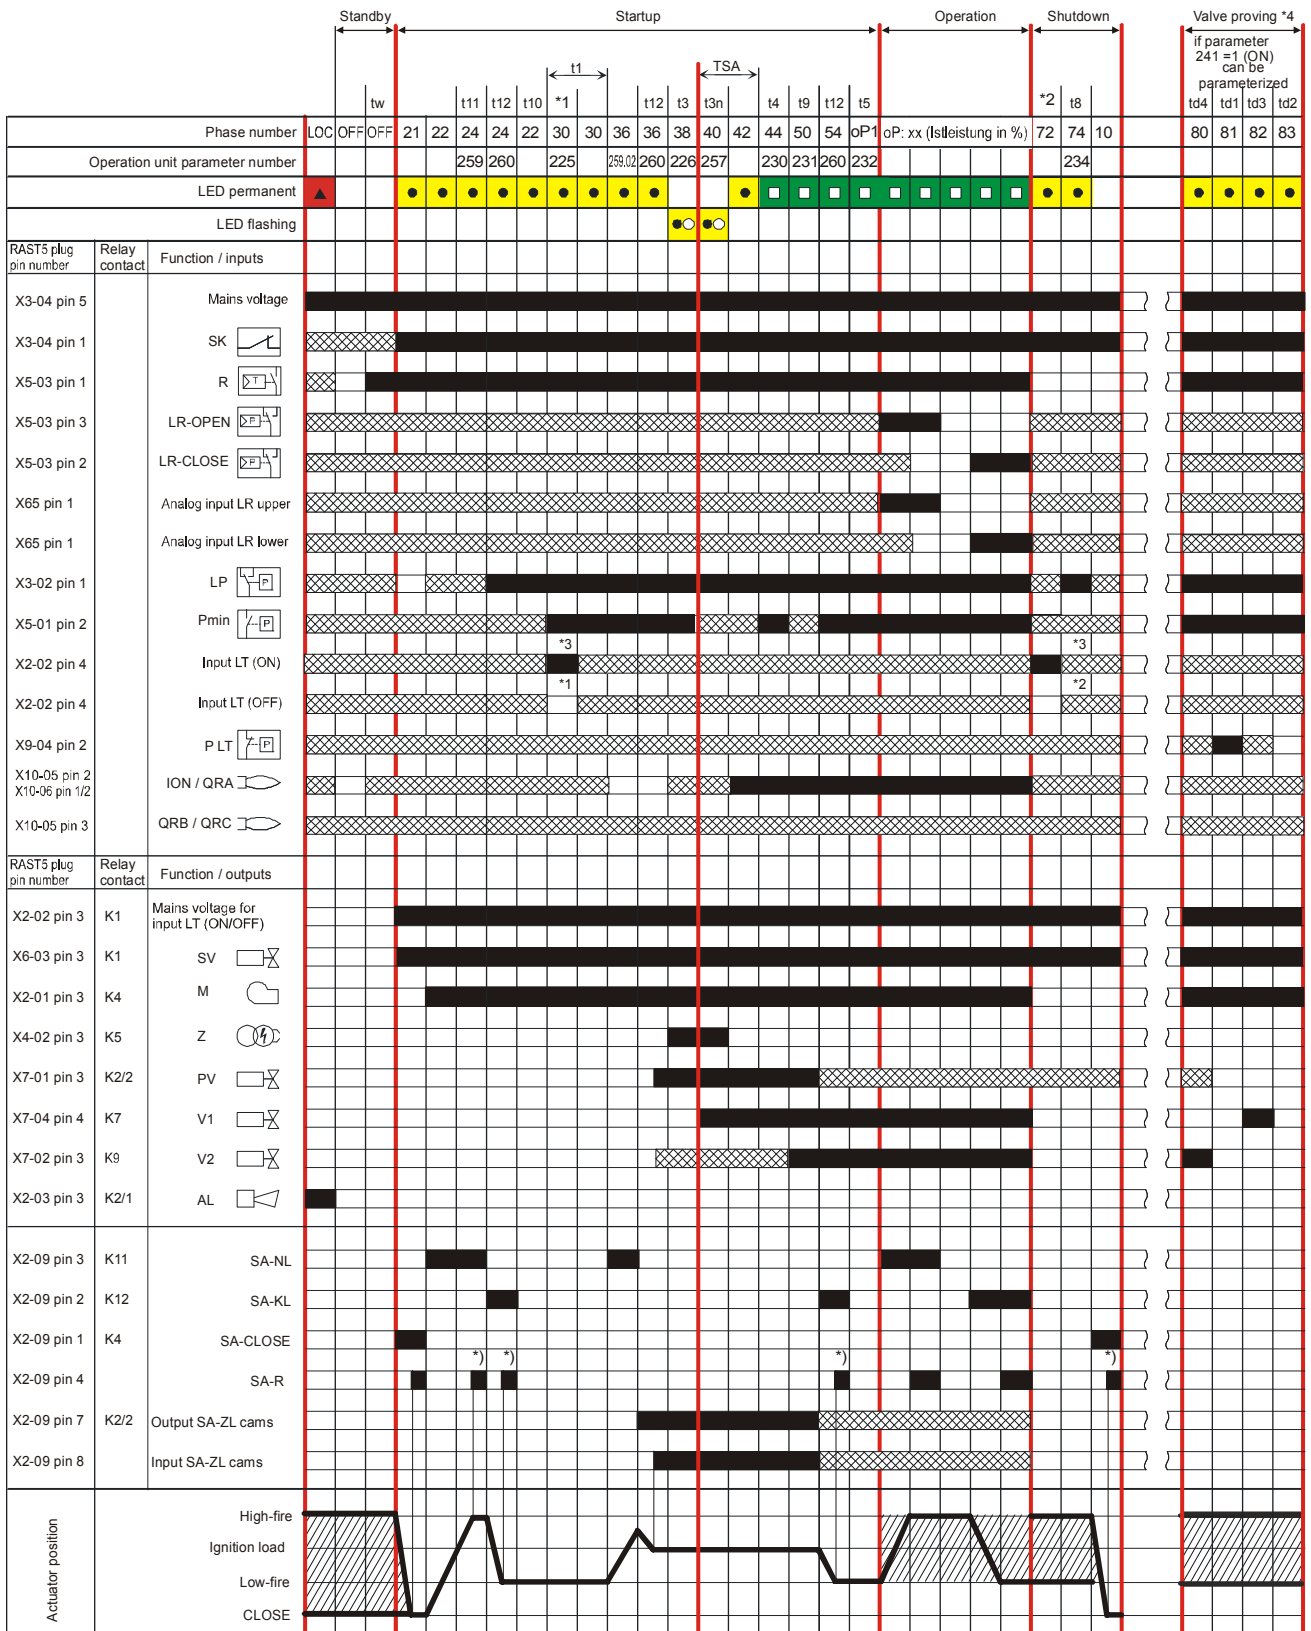 Standby Startup Operation Shutdown Valve proving *4
if parameter
241 =1 (ON)
can be
parameterized
t1 TSA
tw t11 t12 t10 *1 t12 t3 t3n t4 t9 t12 t5 *2 t8 td4 td1 td3 td2
Phase number LOC OFF OFF 21 22 24 24 22 30 30 36 36 38 40 42 44 50 54 oP1 oP: xx (Istleistung in %) 72 74 10 80 81 82 83
Operation unit parameter number 259 260 225 259.02 260 226 257 230 231 260 232 234
LED permanent
LED flashing
RAST5 plug
pin number
Relay
contact
Function / inputs
X3-04 pin 5 Mains voltage
X3-04 pin 1 SK
X5-03 pin 1 R T
X5-03 pin 3 LR-OPEN P
X5-03 pin 2 LR-CLOSE P
X65 pin 1 Analog input LR upper
X65 pin 1 Analog input LR lower
X3-02 pin 1 LP P
X5-01 pin 2 Pmin P
*3 *3
X2-02 pin 4 Input LT (ON)
*1 *2
X2-02 pin 4 Input LT (OFF)
X9-04 pin 2 P LT P
X10-05 pin 2
X10-06 pin 1/2
ION / QRA
X10-05 pin 3 QRB / QRC
RAST5 plug
pin number
Relay
contact
Function / outputs
X2-02 pin 3 K1 Mains voltage for
input LT (ON/OFF)
X6-03 pin 3 K1 SV
X2-01 pin 3 K4 M
X4-02 pin 3 K5 Z
X7-01 pin 3 K2/2 PV
X7-04 pin 4 K7 V1
X7-02 pin 3 K9 V2
X2-03 pin 3 K2/1 AL
X2-09 pin 3 K11 SA-NL
X2-09 pin 2 K12 SA-KL
X2-09 pin 1 K4 SA-CLOSE
*) *) *) *)
X2-09 pin 4 SA-R
X2-09 pin 7 K2/2 Output SA-ZL cams
X2-09 pin 8 Input SA-ZL cams
Actuator position
High-fire
Ignition load
Low-fire
CLOSE